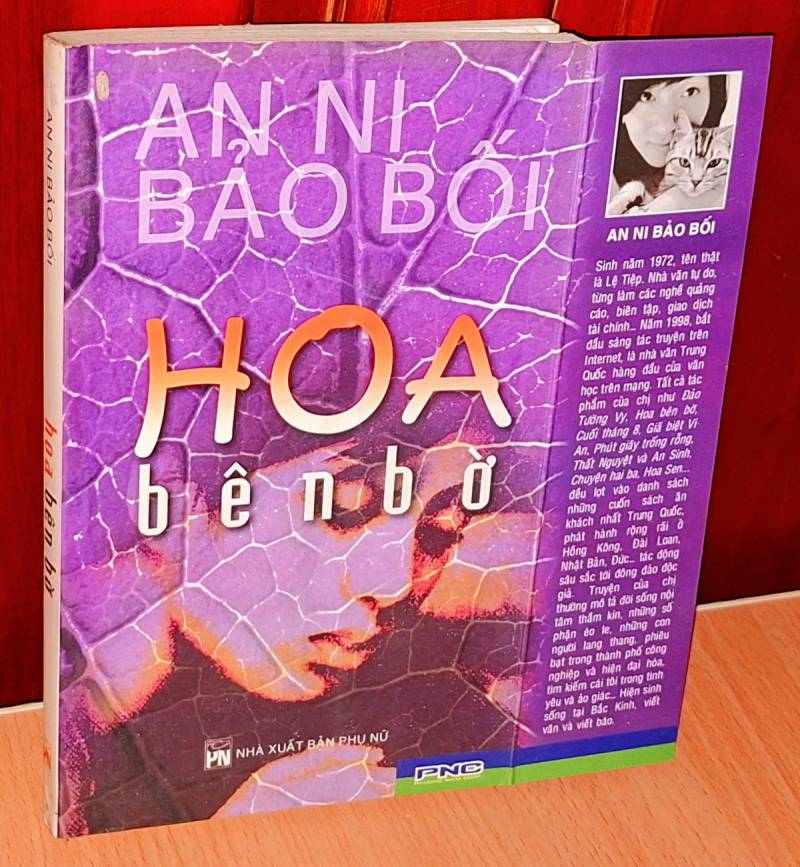 AN NI BẢO BỐI
hoa bên bờ
AN NI
BẢO BỐI
HOA
bên bờ
PN NHÀ XUẤT BẢN PHỤ NỮ
PNC
AN NI BẢO BỐI
Sinh năm 1972, tên thật
là Lệ Tiệp. Nhà văn tự do,
từng làm các nghề quảng
cáo, biên tập, giao dịch
tài chính... Năm 1998, bắt
đầu sáng tác truyện trên
Internet, là nhà văn Trung
Quốc hàng đầu của văn
học trên mạng. Tất cả tác
phẩm của chị như Đảo
Tường Vy, Hoa bên bờ,
Cuối tháng 8, Giã biệt Vi
An, Phút giây trống rỗng,
Thất Nguyệt và An Sinh,
Chuyện hai ba, Hoa Sen...
đều lọt vào danh sách
những cuốn sách ăn
khách nhất Trung Quốc,
phát hành rộng rãi ở
Hồng Kông, Đài Loan,
Nhật Bản, Đức... tác động
sâu sắc tới đông đảo độc
giả. Truyện của chị
thường mô tả đời sống nội
tâm thầm kín, những số
phận éo le, những con
người lang thang, phiêu
bạt trong thành phố công
nghiệp và hiện đại hóa,
tìm kiếm cái tôi trong tình
yêu và ảo giác... Hiện sinh
sống tại Bắc Kinh, viết
văn và viết báo.